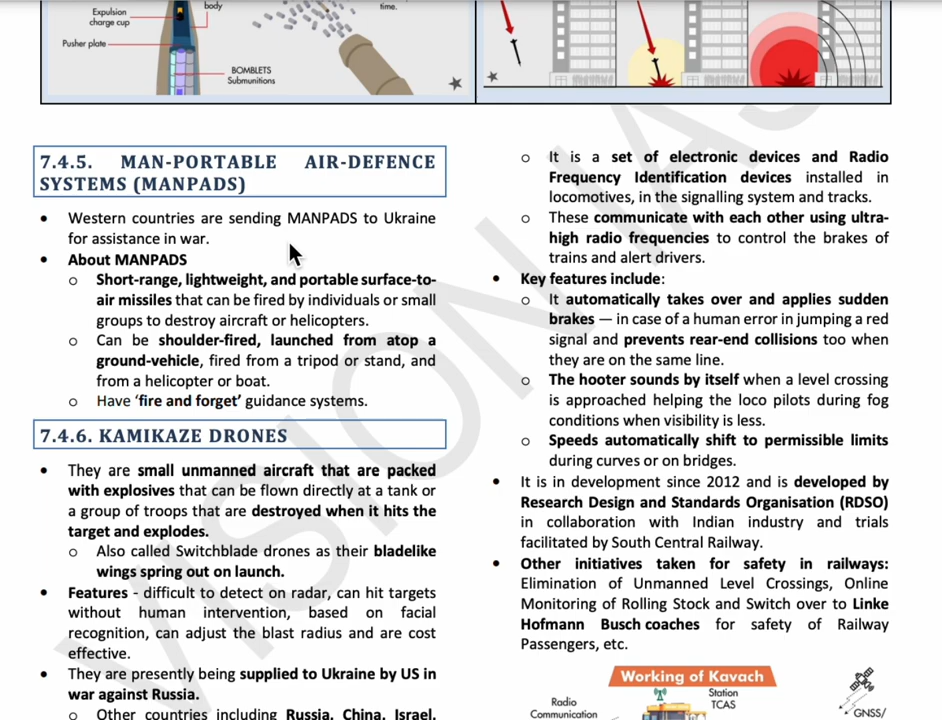 Expulsion
charge cup
body
Pusher plate
BOMBLETS
Submunitions
time.
7.4.5. MAN-PORTABLE AIR-DEFENCE
SYSTEMS (MANPADS)
• Western countries are sending MANPADS to Ukraine
for assistance in war.
• About MANPADS
o Short-range, lightweight, and portable surface-to-
air missiles that can be fired by individuals or small
groups to destroy aircraft or helicopters.
o Can be shoulder-fired, launched from atop a
ground-vehicle, fired from a tripod or stand, and
from a helicopter or boat.
o Have ‘fire and forget’ guidance systems.
7.4.6. KAMIKAZE DRONES
• They are small unmanned aircraft that are packed
with explosives that can be flown directly at a tank or
a group of troops that are destroyed when it hits the
target and explodes.
o Also called Switchblade drones as their bladelike
wings spring out on launch.
• Features - difficult to detect on radar, can hit targets
without human intervention, based on facial
recognition, can adjust the blast radius and are cost
effective.
• They are presently being supplied to Ukraine by US in
war against Russia.
o Other countries including Russia, China, Israel,
o It is a set of electronic devices and Radio
Frequency Identification devices installed in
locomotives, in the signalling system and tracks.
o These communicate with each other using ultra-
high radio frequencies to control the brakes of
trains and alert drivers.
• Key features include:
o It automatically takes over and applies sudden
brakes — in case of a human error in jumping a red
signal and prevents rear-end collisions too when
they are on the same line.
o The hooter sounds by itself when a level crossing
is approached helping the loco pilots during fog
conditions when visibility is less.
o Speeds automatically shift to permissible limits
during curves or on bridges.
• It is in development since 2012 and is developed by
Research Design and Standards Organisation (RDSO)
in collaboration with Indian industry and trials
facilitated by South Central Railway.
• Other initiatives taken for safety in railways:
Elimination of Unmanned Level Crossings, Online
Monitoring of Rolling Stock and Switch over to Linke
Hofmann Busch coaches for safety of Railway
Passengers, etc.
Working of Kavach
Radio
Communication
Station
TCAS
GNSS/
VISION IAS